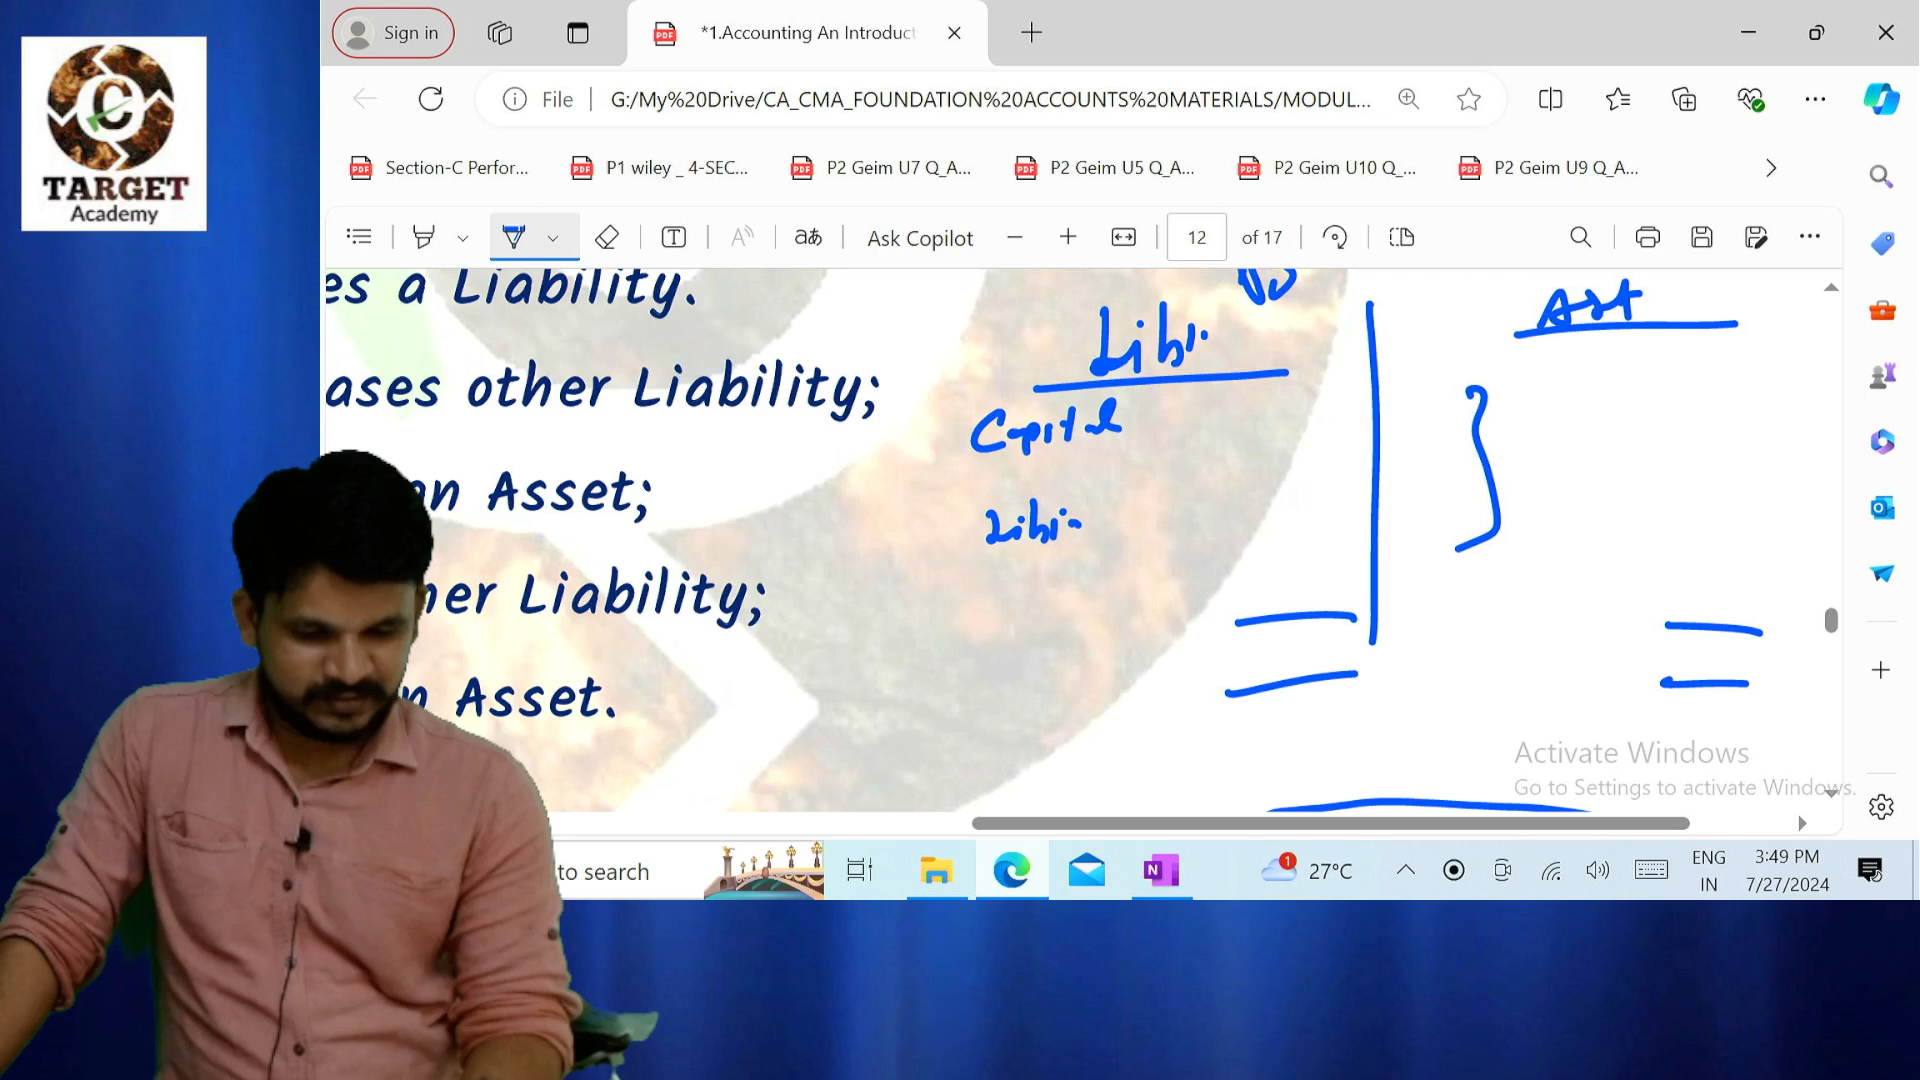 Sign in
*1.Accounting An Introduct
File
G:/My%20Drive/CA_CMA_FOUNDATION%20ACCOUNTS%20MATERIALS/MODUL...
TARGET
Academy
Section-C Perfor...
P1 wiley _ 4-SEC...
P2 Geim U7 Q_A...
P2 Geim U5 Q_A...
P2 Geim U10 Q_...
P2 Geim U9 Q_A...
Ask Copilot
12 of 17
es a Liability.
ases other Liability;
n Asset;
her Liability;
n Asset.
Libi.
Capital
Libi-
Activate Windows
Go to Settings to activate Windows.
to search
1
27°C
ENG
IN
3:49 PM
7/27/2024